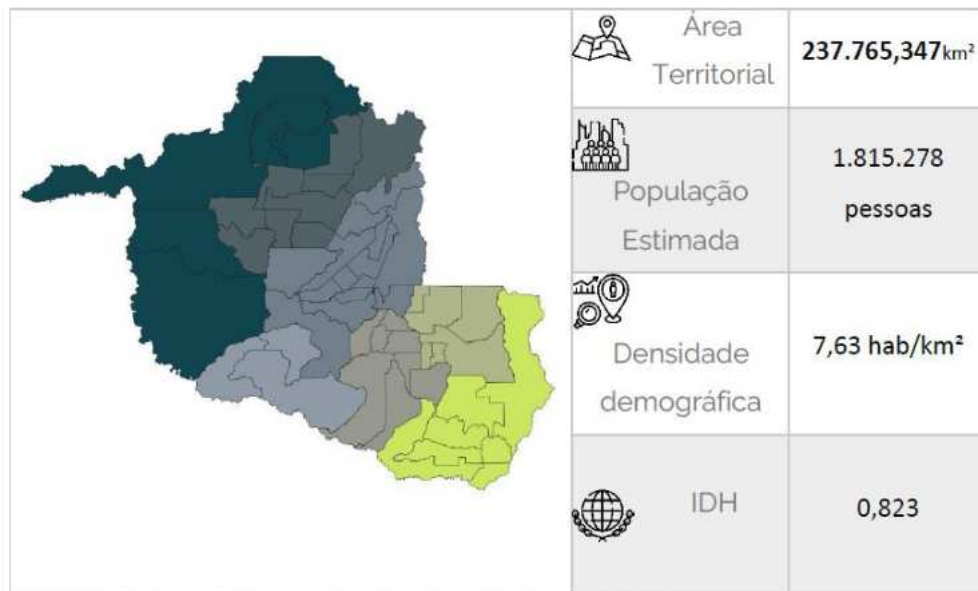 Área
Territorial
237.765,347km²
População
Estimada
1.815.278
pessoas
Densidade
demográfica
7,63 hab/km²
IDH
0,823